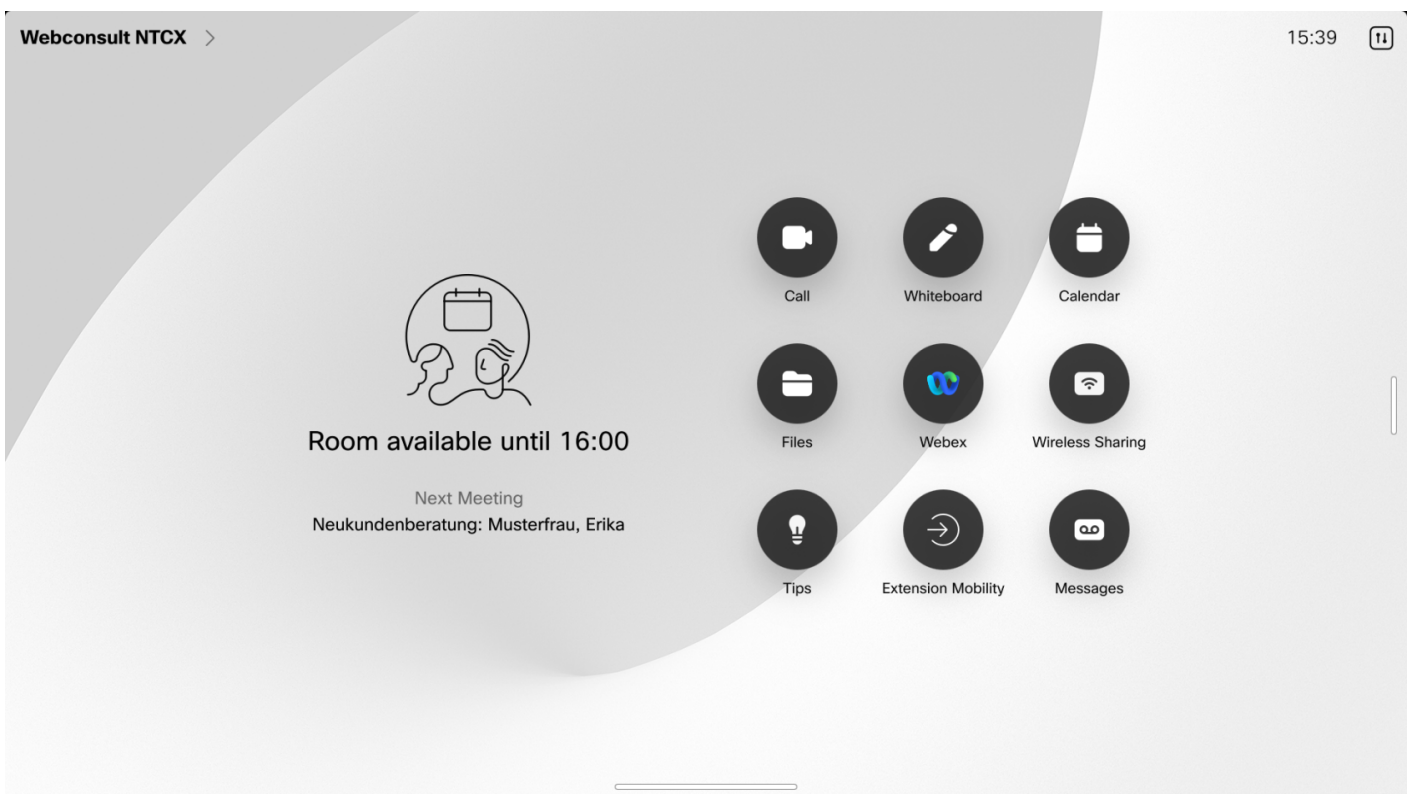 Webconsult NTCX
15:39
Call
Whiteboard
Calendar
Room available until 16:00
Files
Webex
Wireless Sharing
Next Meeting
Neukundenberatung: Musterfrau, Erika
Tips
Extension Mobility
Messages